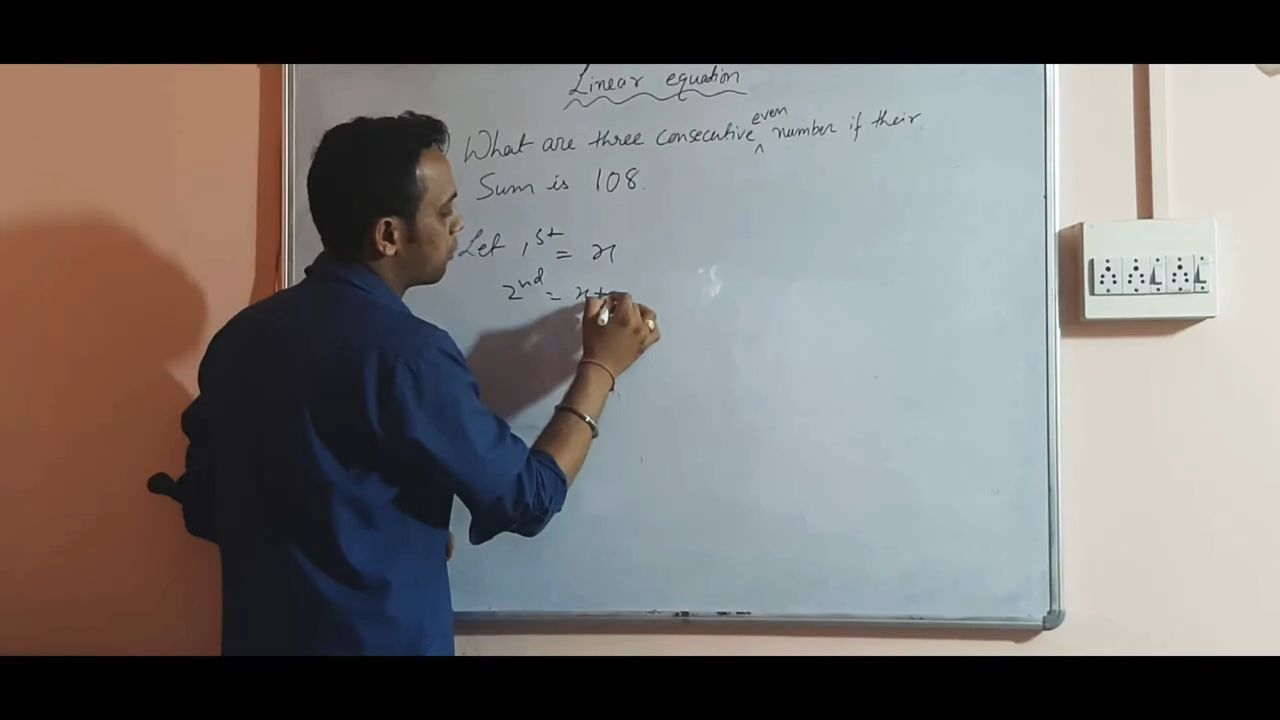 Linear equation
What are three consecutive even number if their
Sum is 108.
Let 1st = x
2nd = x+